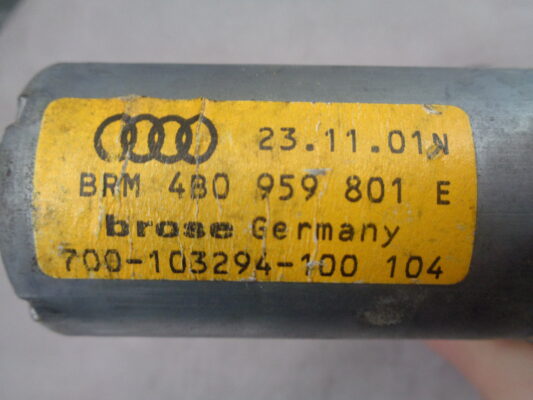 23.11.01N
BRM 4B0 959 801 E
brose Germany
700-103294-100 104